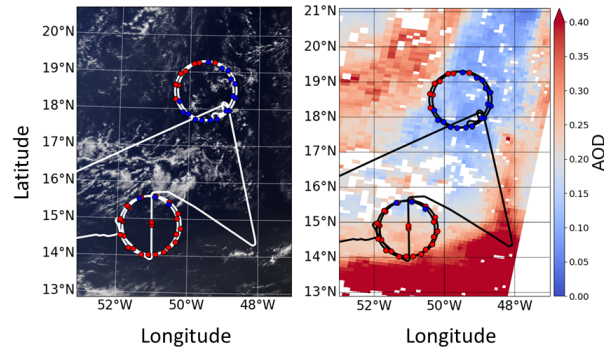 20°N
19°N
18°N
17°N
16°N
15°N
14°N
13°N
Latitude
52°W 50°W 48°W
Longitude
21°N
20°N
19°N
18°N
17°N
16°N
15°N
14°N
13°N
52°W 50°W 48°W
Longitude
0.40
0.35
0.30
0.25
0.20
0.15
0.10
0.05
0.00
AOD